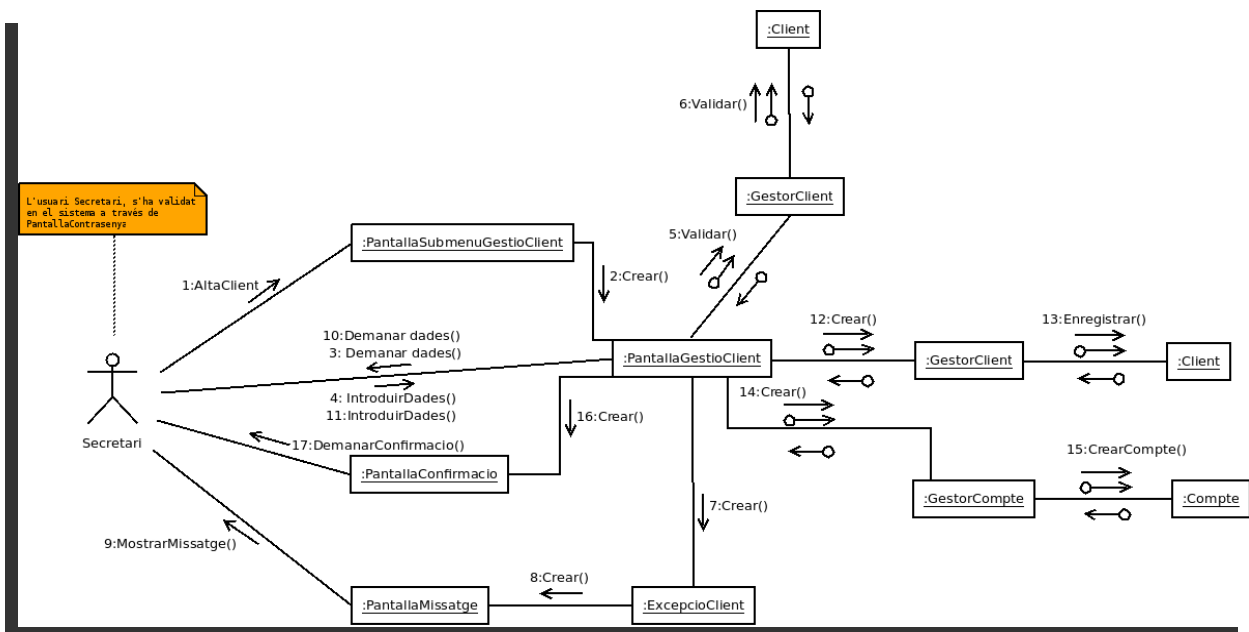 :Client
6:Validar()
L'usuari Secretari, s'ha validat
en el sistema a través de
PantallaContrasenya
:GestorClient
5:Validar()
:PantallaSubmenuGestioClient
2:Crear()
1:AltaClient
10:Demanar dades()
3: Demanar dades()
12:Crear()
13:Enregistrar()
:PantallaGestioClient
:GestorClient
:Client
4: IntroduirDades()
11:IntroduirDades()
14:Crear()
16:Crear()
Secretari
17:DemanarConfirmacio()
15:CrearCompte()
:PantallaConfirmacio
:GestorCompte
:Compte
7:Crear()
9:MostrarMissatge()
8:Crear()
:PantallaMissatge
:ExcepcioClient